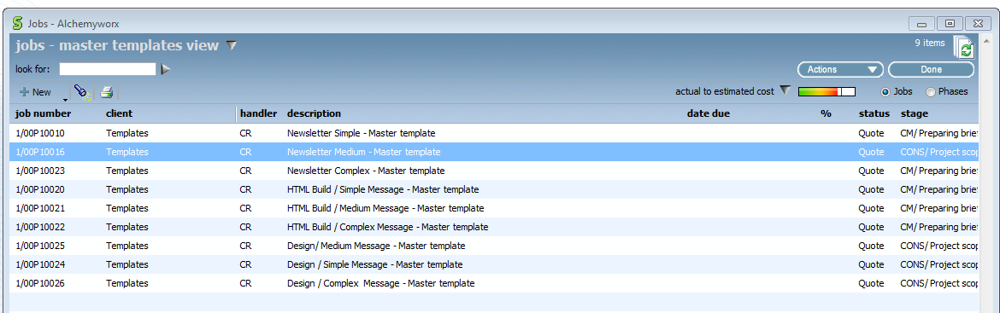 Jobs - Alchemyworx
jobs - master templates view
9 items
look for:
Actions
Done
New
actual to estimated cost
Jobs
Phases
job number client handler description date due % status stage
1/00P10010 Templates CR Newsletter Simple - Master template Quote CM/ Preparing brie
1/00P10016 Templates CR Newsletter Medium - Master template Quote CONS/ Project scop
1/00P10023 Templates CR Newsletter Complex - Master template Quote CM/ Preparing brie
1/00P10020 Templates CR HTML Build / Simple Message - Master template Quote CM/ Preparing brie
1/00P10021 Templates CR HTML Build / Medium Message - Master template Quote CM/ Preparing brie
1/00P10022 Templates CR HTML Build / Complex Message - Master template Quote CM/ Preparing brie
1/00P10025 Templates CR Design/ Medium Message - Master template Quote CONS/ Project scop
1/00P10024 Templates CR Design / Simple Message - Master template Quote CONS/ Project scop
1/00P10026 Templates CR Design / Complex Message - Master template Quote CONS/ Project scop